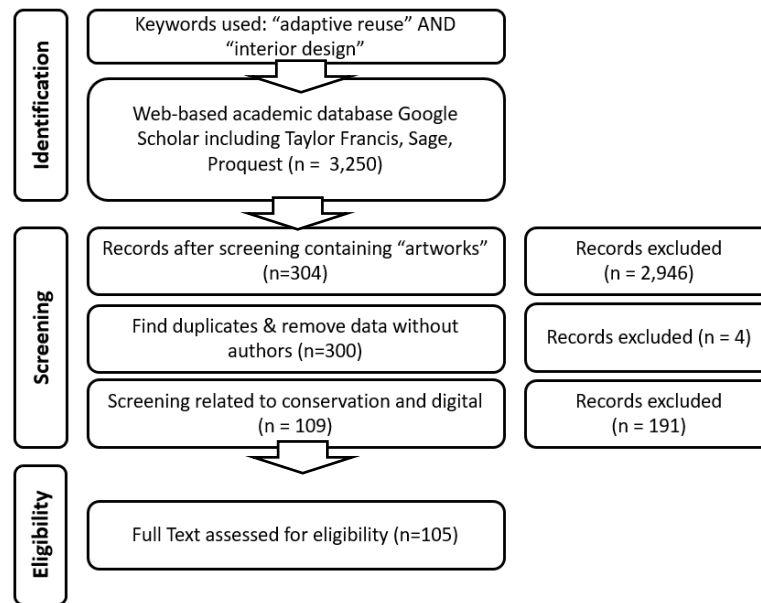 Identification
Keywords used: “adaptive reuse” AND
“interior design”
Web-based academic database Google
Scholar including Taylor Francis, Sage,
Proquest (n =  3,250)
Screening
Records after screening containing “artworks”
(n=304)
Records excluded
(n = 2,946)
Find duplicates & remove data without
authors (n=300)
Records excluded (n = 4)
Screening related to conservation and digital
(n = 109)
Records excluded
(n = 191)
Eligibility
Full Text assessed for eligibility (n=105)